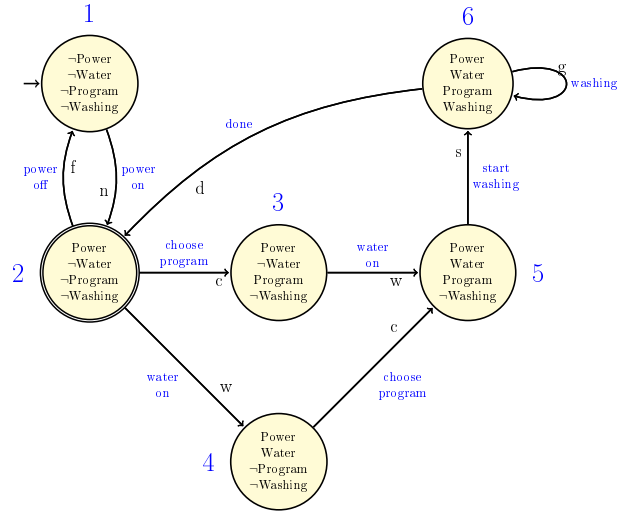 1
¬Power
¬Water
¬Program
¬Washing
6
Power
Water
Program
Washing
g
washing
done
power
off
f
n
power
on
d
s
start
washing
2
Power
¬Water
¬Program
¬Washing
choose
program
c
3
Power
¬Water
Program
¬Washing
water
on
w
Power
Water
Program
¬Washing
5
water
on
w
c
choose
program
4
Power
Water
¬Program
¬Washing